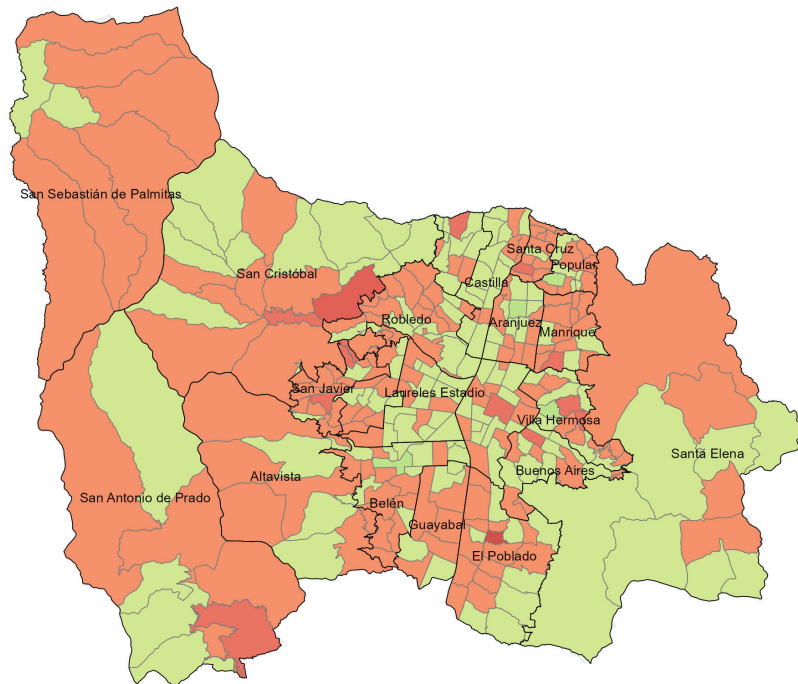 San Sebastián de Palmitas
San Cristóbal
Santa Cruz
Popular
Castilla
Robledo
Aranjuez
Manrique
San Javier
Laureles Estadio
Villa Hermosa
Santa Elena
Buenos Aires
Altavista
San Antonio de Prado
Belén
Guayabal
El Poblado